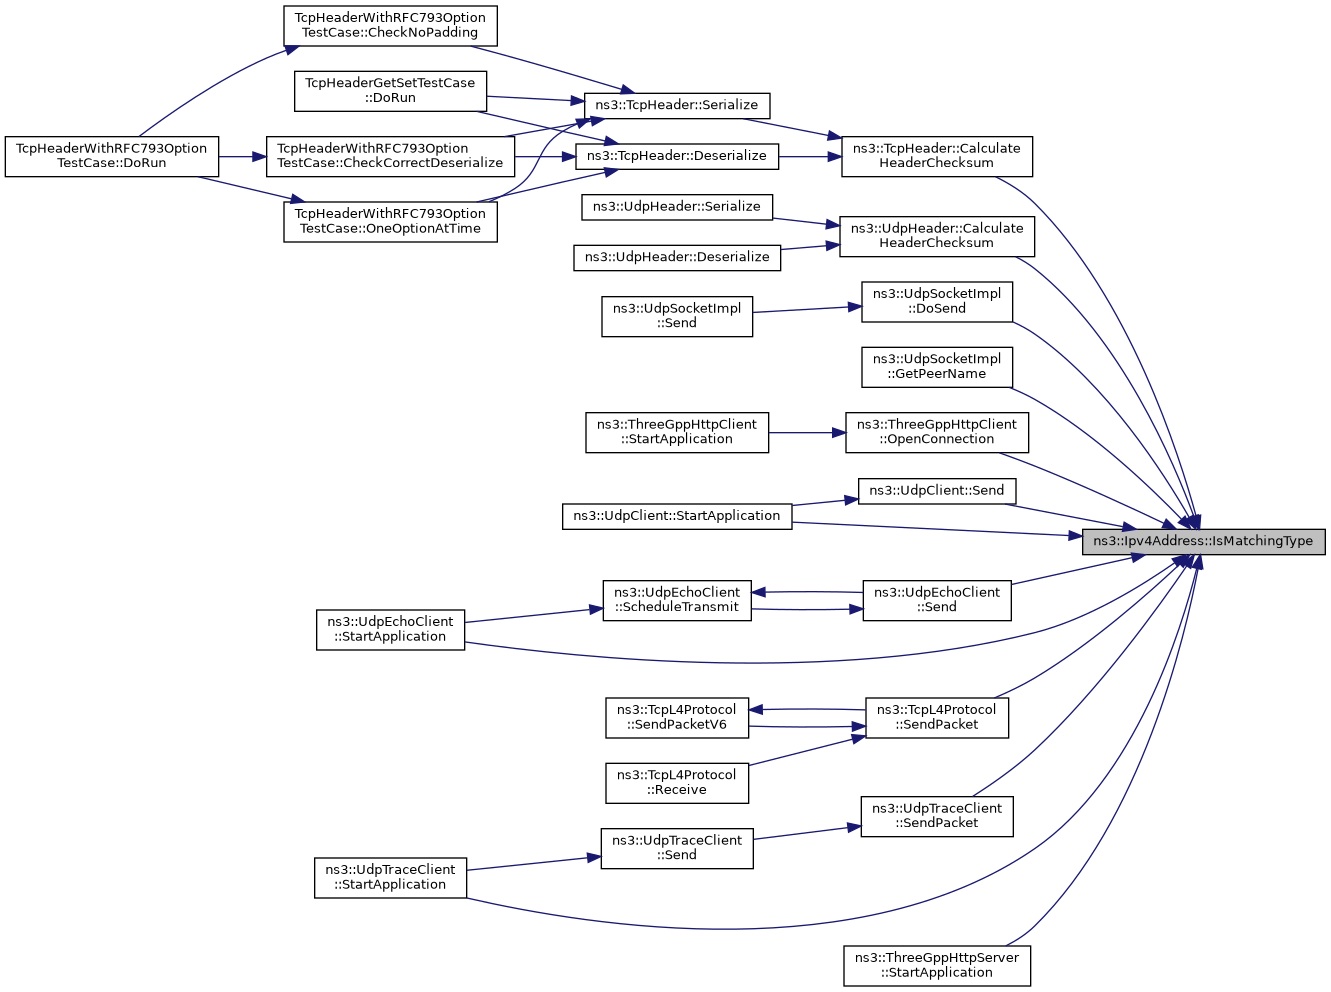 TcpHeaderWithRFC793Option
TestCase::CheckNoPadding
TcpHeaderGetSetTestCase
::DoRun
ns3::TcpHeader::Serialize
TcpHeaderWithRFC793Option
TestCase::DoRun
TcpHeaderWithRFC793Option
TestCase::CheckCorrectDeserialize
ns3::TcpHeader::Deserialize
ns3::TcpHeader::Calculate
HeaderChecksum
TcpHeaderWithRFC793Option
TestCase::OneOptionAtTime
ns3::UdpHeader::Serialize
ns3::UdpHeader::Calculate
HeaderChecksum
ns3::UdpHeader::Deserialize
ns3::UdpSocketImpl
::DoSend
ns3::UdpSocketImpl
::Send
ns3::UdpSocketImpl
::GetPeerName
ns3::ThreeGppHttpClient
::StartApplication
ns3::ThreeGppHttpClient
::OpenConnection
ns3::UdpClient::Send
ns3::UdpClient::StartApplication
ns3::Ipv4Address::IsMatchingType
ns3::UdpEchoClient
::ScheduleTransmit
ns3::UdpEchoClient
::Send
ns3::UdpEchoClient
::StartApplication
ns3::TcpL4Protocol
::SendPacketV6
ns3::TcpL4Protocol
::SendPacket
ns3::TcpL4Protocol
::Receive
ns3::UdpTraceClient
::SendPacket
ns3::UdpTraceClient
::Send
ns3::UdpTraceClient
::StartApplication
ns3::ThreeGppHttpServer
::StartApplication